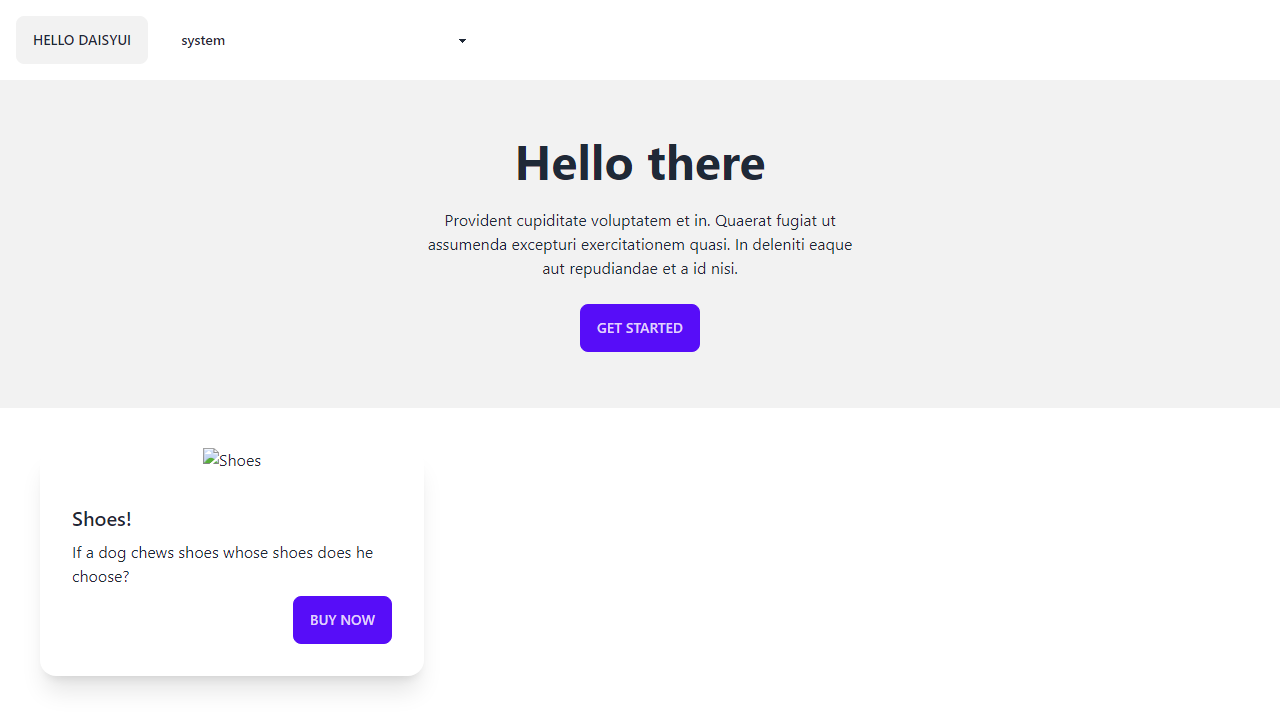 HELLO DAISYUI
system
Hello there
Provident cupiditate voluptatem et in. Quaerat fugiat ut
assumenda excepturi exercitationem quasi. In deleniti eaque
aut repudiandae et a id nisi.
GET STARTED
Shoes
Shoes!
If a dog chews shoes whose shoes does he
choose?
BUY NOW